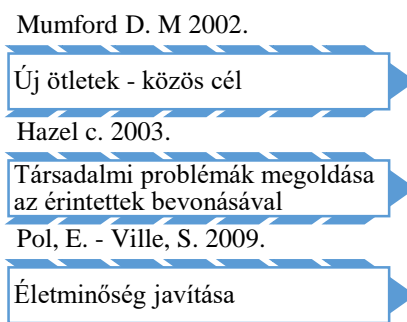 Mumford D. M 2002.
Új ötletek - közös cél
Hazel c. 2003.
Társadalmi problémák megoldása
az érintettek bevonásával
Pol, E. - Ville, S. 2009.
Életminőség javítása